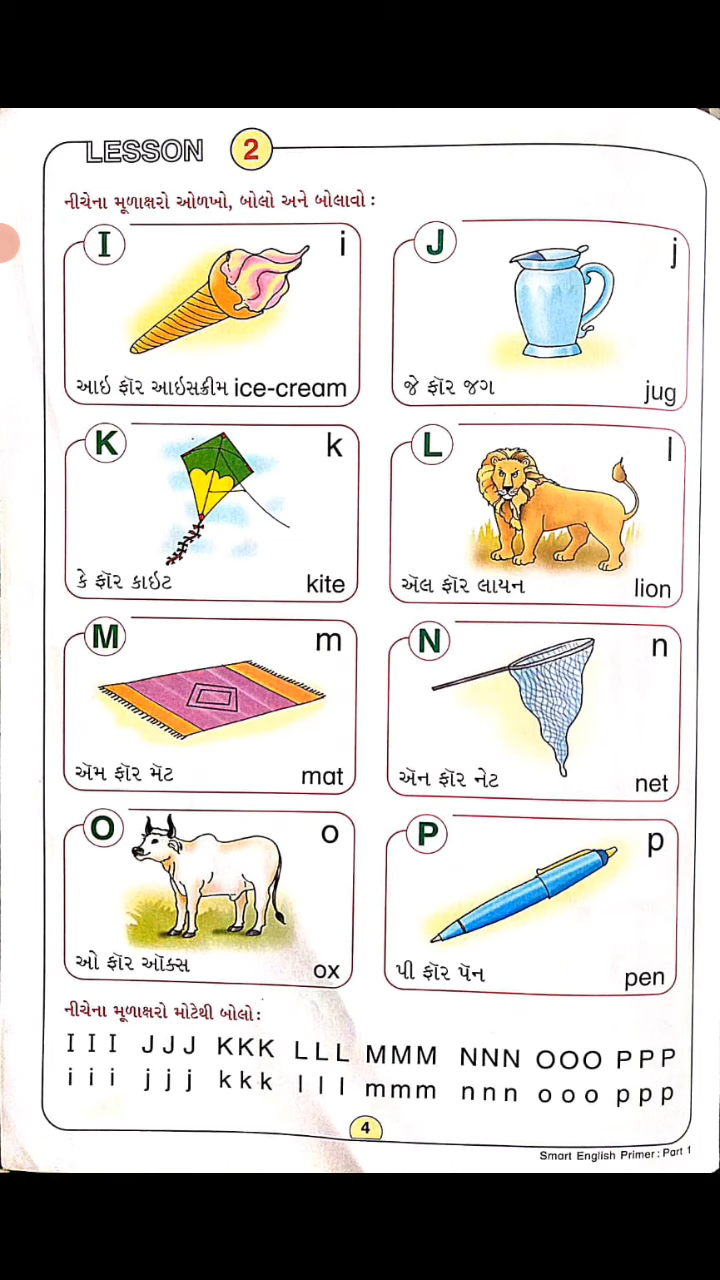 LESSON 2
નીચેના મૂળાક્ષરો ઓળખો, બોલો અને બોલાવો :
I i
આઇ ફૉર આઇસક્રીમ ice-cream
J j
જે ફૉર જગ jug
K k
કે ફૉર કાઇટ kite
L l
ઍલ ફૉર લાયન lion
M m
ઍમ ફૉર મૅટ mat
N n
ઍન ફૉર નેટ net
O o
ઓ ફૉર ઑક્સ ox
P p
પી ફૉર પૅન pen
નીચેના મૂળાક્ષરો મોટેથી બોલો :
I I I J J J K K K L L L M M M N N N O O O P P P
i i i j j j k k k l l l m m m n n n o o o p p p
4
Smart English Primer : Part 1